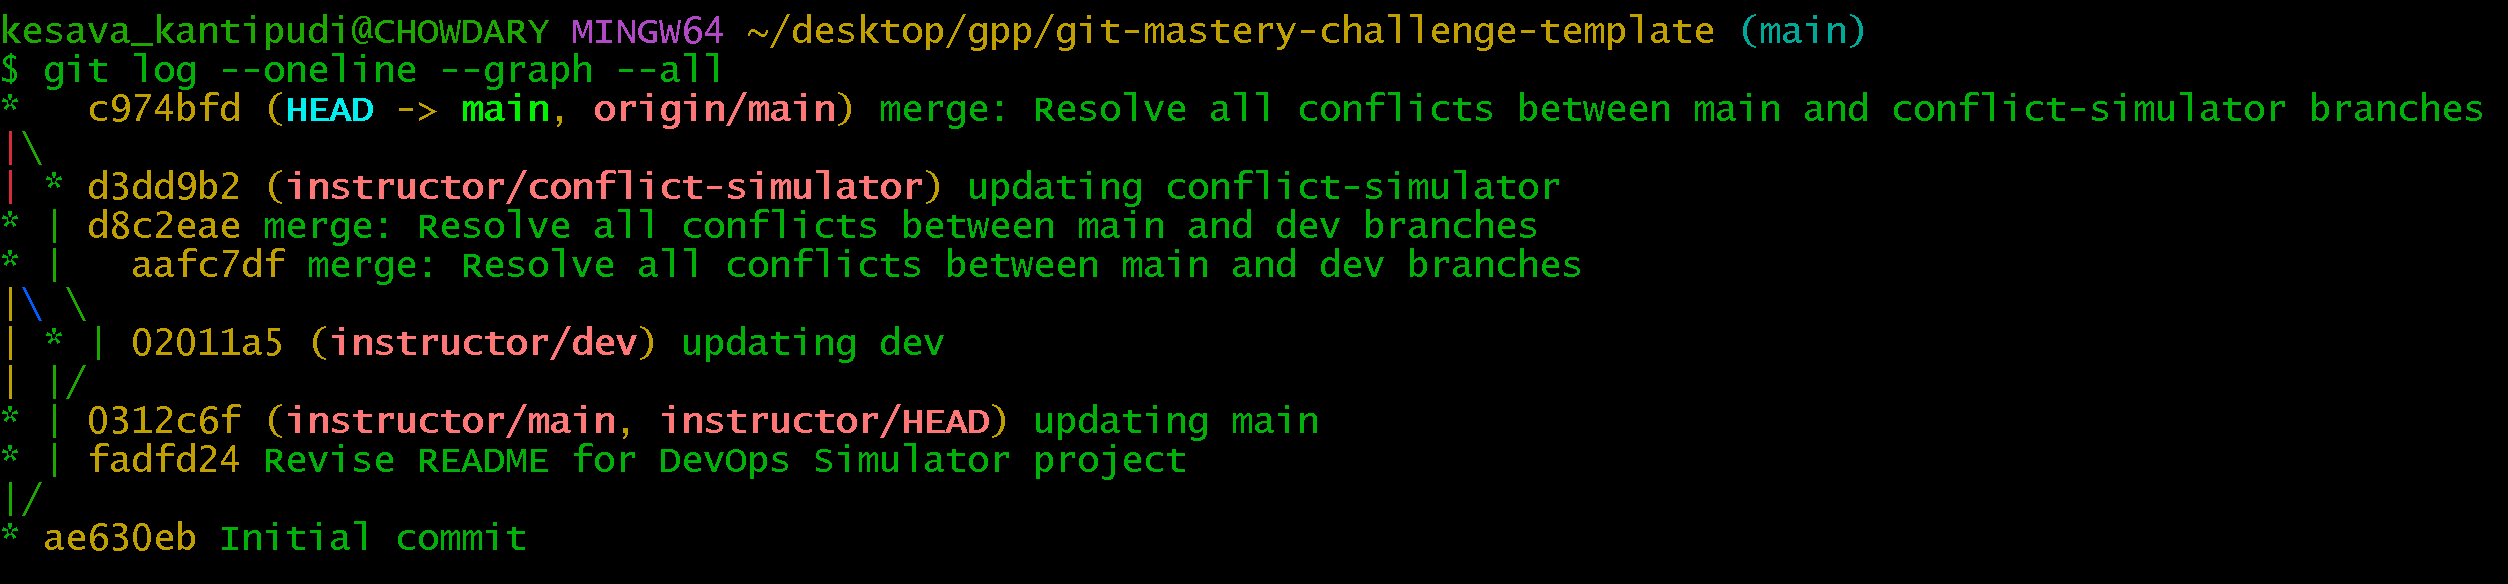 kesava_kantipudi@CHOWDARY MINGW64 ~/desktop/gpp/git-mastery-challenge-template (main)
$ git log --oneline --graph --all
*   c974bfd (HEAD -> main, origin/main) merge: Resolve all conflicts between main and conflict-simulator branches
|\
| * d3dd9b2 (instructor/conflict-simulator) updating conflict-simulator
* | d8c2eae merge: Resolve all conflicts between main and dev branches
* |   aafc7df merge: Resolve all conflicts between main and dev branches
|\ \
| * | 02011a5 (instructor/dev) updating dev
| |/
* | 0312c6f (instructor/main, instructor/HEAD) updating main
* | fadfd24 Revise README for DevOps Simulator project
|/
* ae630eb Initial commit